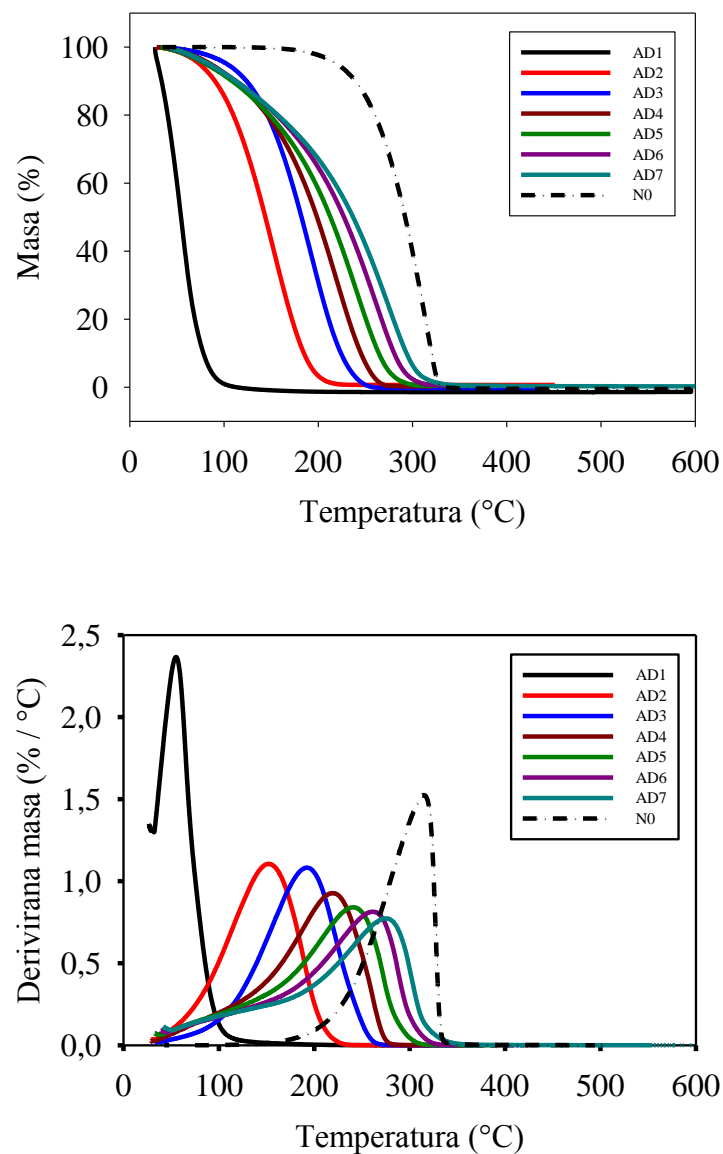 Masa (%)
100
80
60
40
20
0
AD1
AD2
AD3
AD4
AD5
AD6
AD7
N0
0 100 200 300 400 500 600
Temperatura (°C)
Derivirana masa (% / °C)
2,5
2,0
1,5
1,0
0,5
0,0
AD1
AD2
AD3
AD4
AD5
AD6
AD7
N0
0 100 200 300 400 500 600
Temperatura (°C)